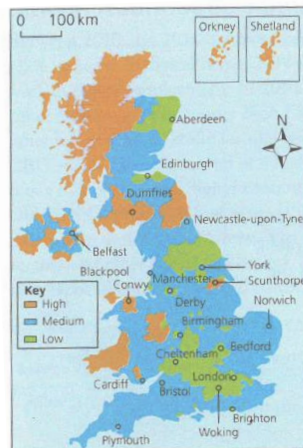 0 100 km
Orkney
Shetland
Aberdeen
N
Edinburgh
Dumfries
Newcastle-upon-Tyne
Belfast
Blackpool
Conwy
Manchester
York
Scunthorpe
Derby
Norwich
Key
High
Medium
Low
Birmingham
Bedford
Cheltenham
London
Cardiff
Bristol
Woking
Brighton
Plymouth